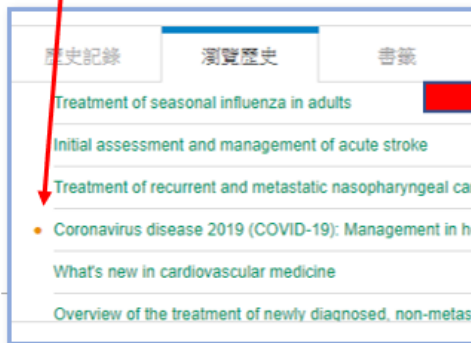 歷史記錄 瀏覽歷史 書籤
Treatment of seasonal influenza in adults
Initial assessment and management of acute stroke
Treatment of recurrent and metastatic nasopharyngeal ca
Coronavirus disease 2019 (COVID-19): Management in h
What's new in cardiovascular medicine
Overview of the treatment of newly diagnosed, non-metas